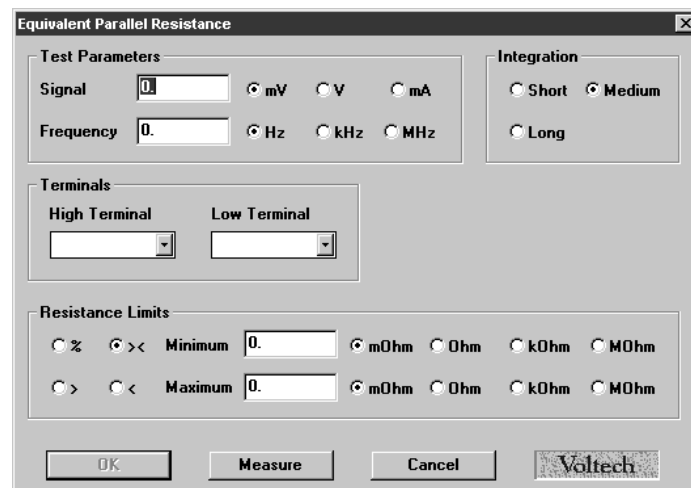 Equivalent Parallel Resistance
Test Parameters
Signal 0. mV V mA
Frequency 0. Hz kHz MHz
Integration
Short Medium
Long
Terminals
High Terminal Low Terminal
Resistance Limits
% >< Minimum 0. mOhm Ohm kOhm MOhm
> < Maximum 0. mOhm Ohm kOhm MOhm
OK Measure Cancel Voltech